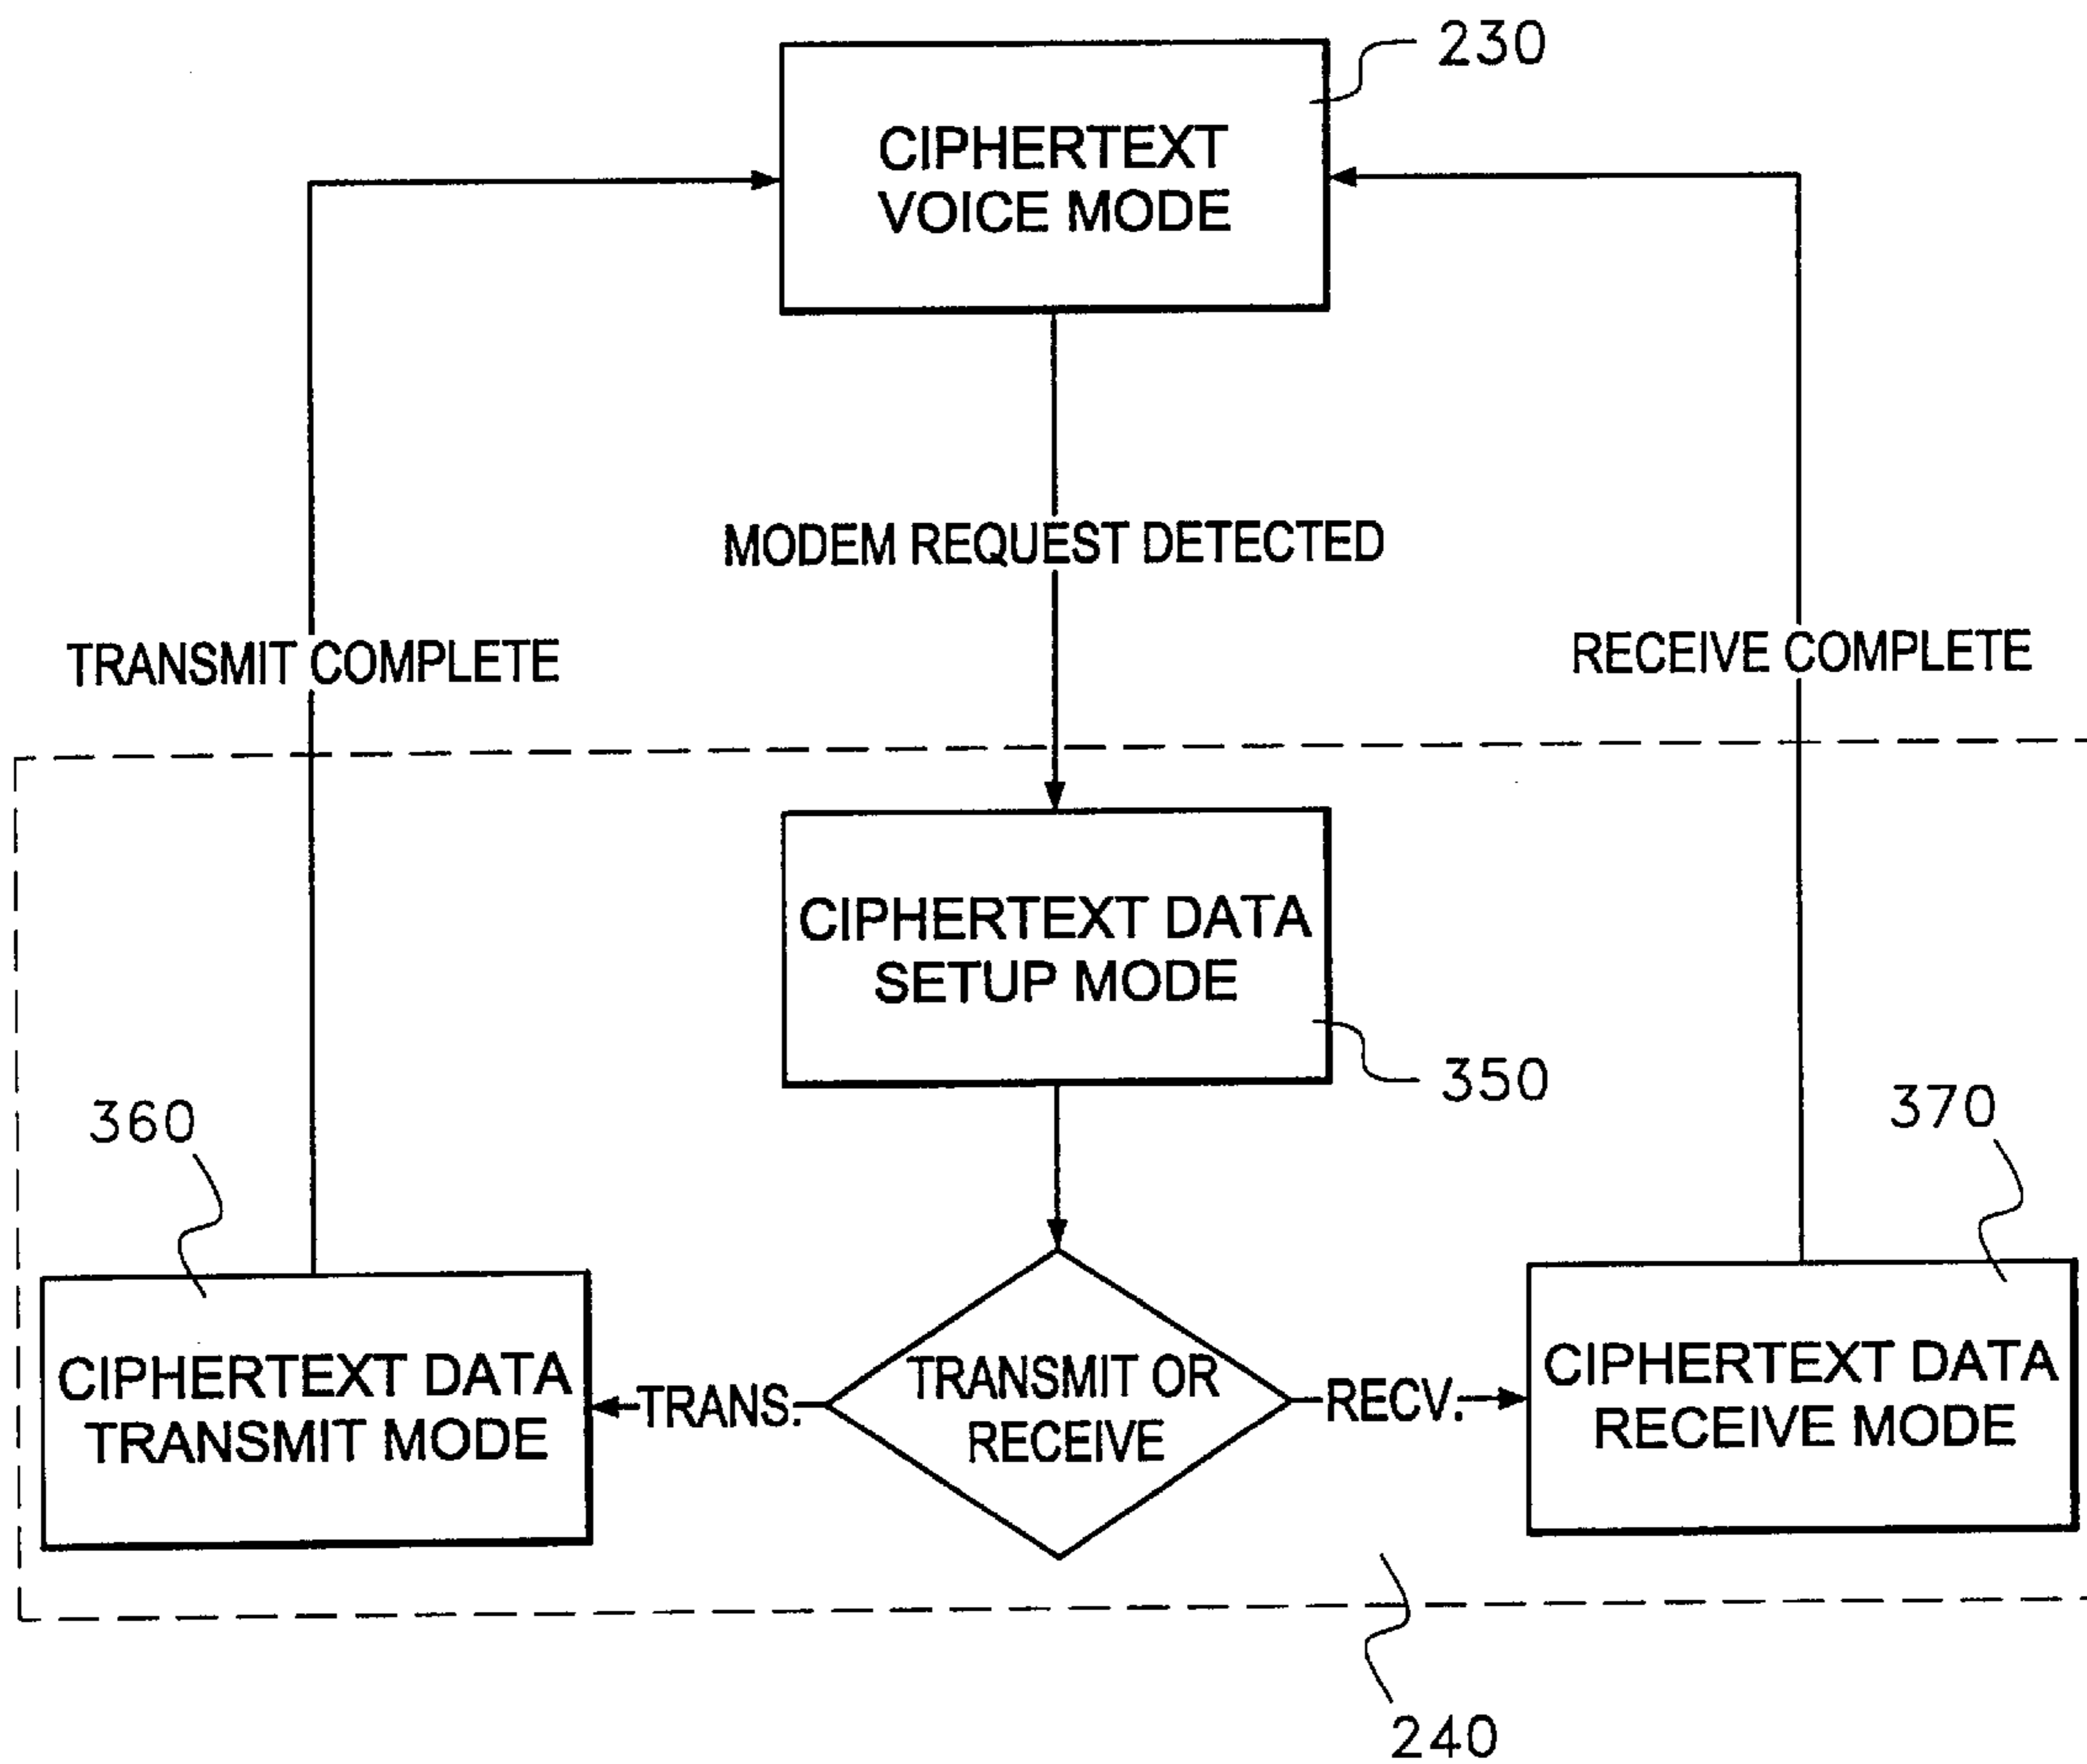 230
CIPHERTEXT
VOICE MODE
MODEM REQUEST DETECTED
TRANSMIT COMPLETE
RECEIVE COMPLETE
CIPHERTEXT DATA
SETUP MODE
350
360
370
CIPHERTEXT DATA
TRANSMIT MODE
TRANS.
TRANSMIT OR
RECEIVE
RECV.
CIPHERTEXT DATA
RECEIVE MODE
240